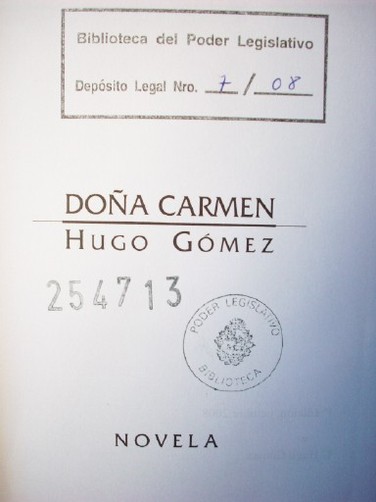 Biblioteca del Poder Legislativo
Depósito Legal Nro. 7 / 08
DOÑA CARMEN
HUGO GÓMEZ
254713
PODER LEGISLATIVO
BIBLIOTECA
NOVELA